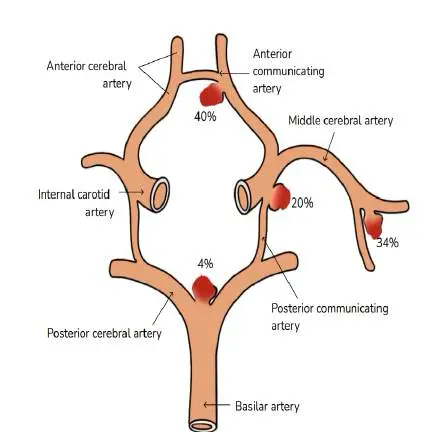 Anterior cerebral
artery
Anterior
communicating
artery
40%
Middle cerebral artery
Internal carotid
artery
20%
34%
4%
Posterior communicating
artery
Posterior cerebral artery
Basilar artery